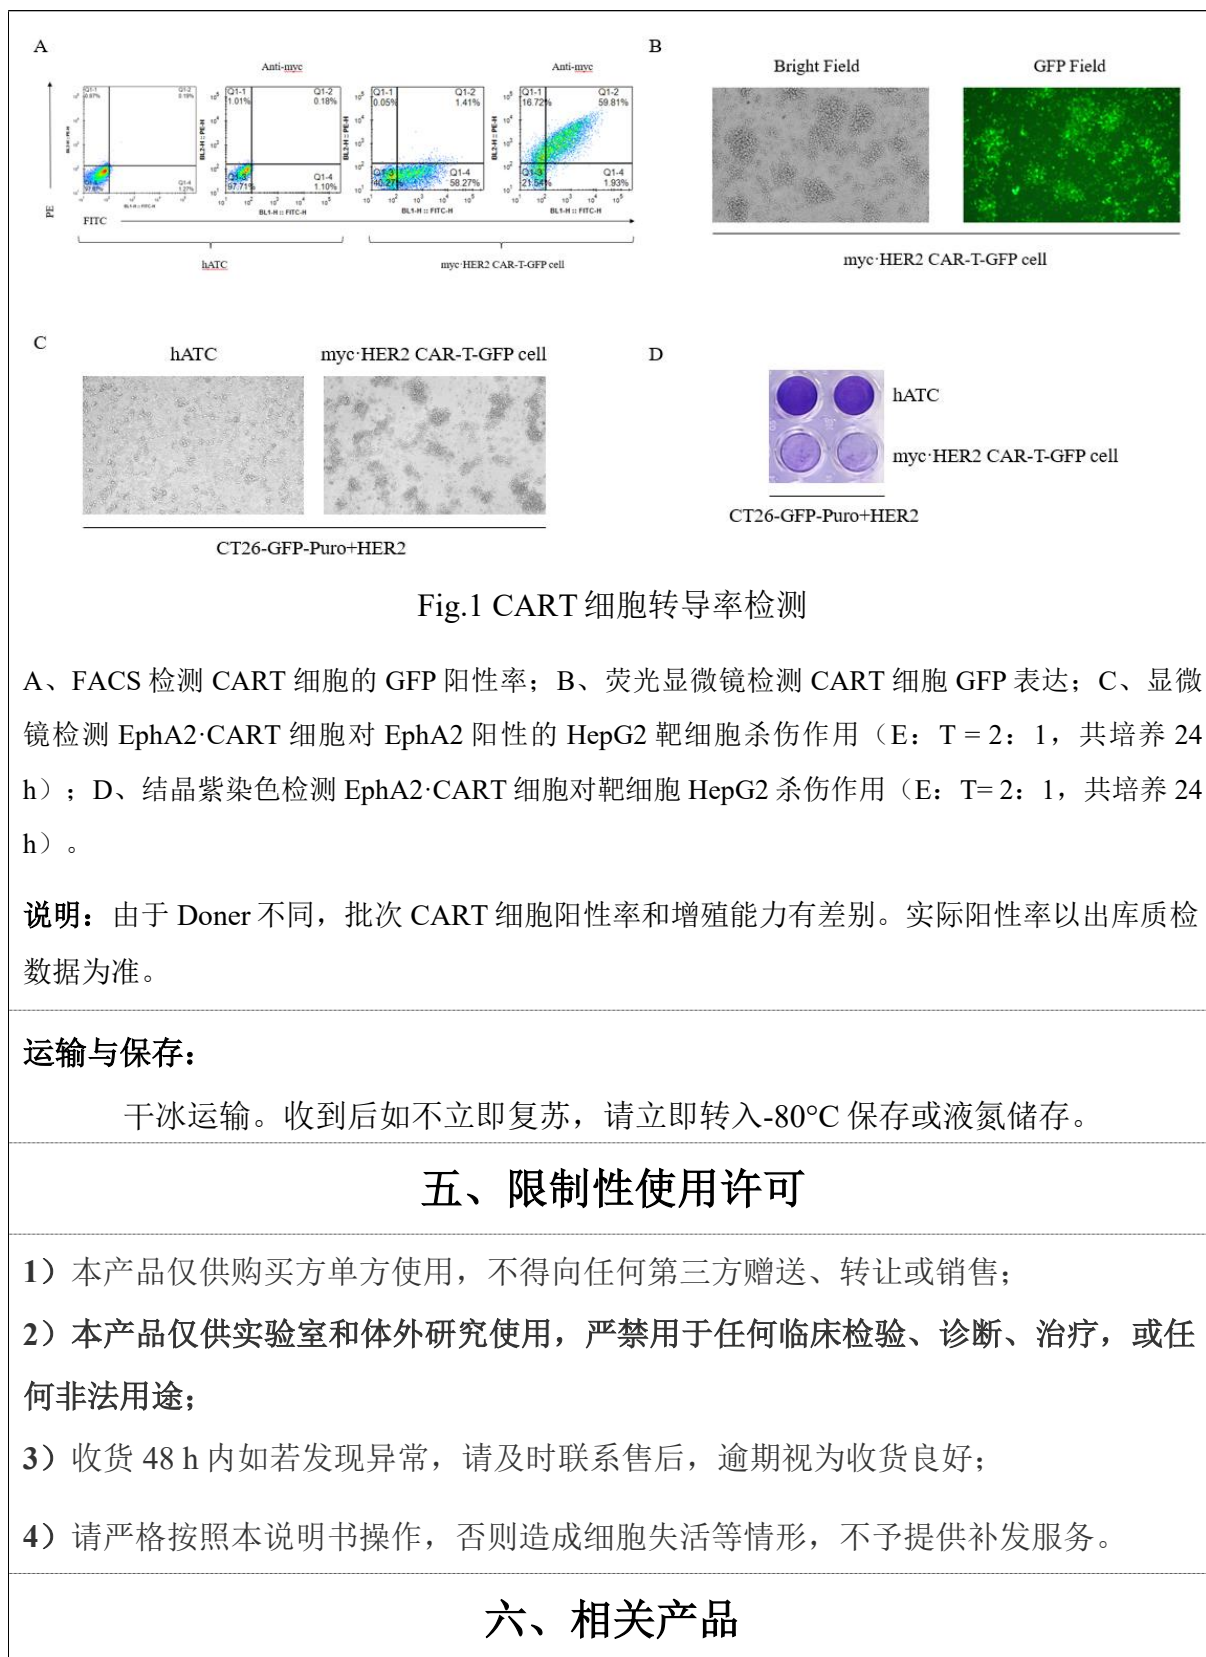 A
B
Anti-myc
Anti-myc
Bright Field
GFP Field
Q1-1
0.87%
Q1-2
0.18%
Q1-1
1.01%
Q1-2
0.18%
Q1-1
0.05%
Q1-2
1.41%
Q1-1
16.72%
Q1-2
59.81%
Q1-4
1.27%
Q1-3
97.71%
Q1-4
1.10%
Q1-3
40.27%
Q1-4
58.27%
Q1-3
21.54%
Q1-4
1.93%
BL2-H :: PE-H
BL2-H :: PE-H
BL2-H :: PE-H
BL2-H :: PE-H
BL1-H :: FITC-H
BL1-H :: FITC-H
BL1-H :: FITC-H
PE
FITC
hATC
myc·HER2 CAR-T-GFP cell
myc·HER2 CAR-T-GFP cell
C
hATC
myc·HER2 CAR-T-GFP cell
D
hATC
myc·HER2 CAR-T-GFP cell
CT26-GFP-Puro+HER2
CT26-GFP-Puro+HER2
Fig.1 CART 细胞转导率检测
A、FACS 检测 CART 细胞的 GFP 阳性率；B、荧光显微镜检测 CART 细胞 GFP 表达；C、显微
镜检测 EphA2·CART 细胞对 EphA2 阳性的 HepG2 靶细胞杀伤作用（E：T = 2：1，共培养 24
h）；D、结晶紫染色检测 EphA2·CART 细胞对靶细胞 HepG2 杀伤作用（E：T= 2：1，共培养 24
h）。
说明：由于 Doner 不同，批次 CART 细胞阳性率和增殖能力有差别。实际阳性率以出库质检
数据为准。
运输与保存：
干冰运输。收到后如不立即复苏，请立即转入-80°C 保存或液氮储存。
五、限制性使用许可
1）本产品仅供购买方单方使用，不得向任何第三方赠送、转让或销售；
2）本产品仅供实验室和体外研究使用，严禁用于任何临床检验、诊断、治疗，或任
何非法用途；
3）收货 48 h 内如若发现异常，请及时联系售后，逾期视为收货良好；
4）请严格按照本说明书操作，否则造成细胞失活等情形，不予提供补发服务。
六、相关产品